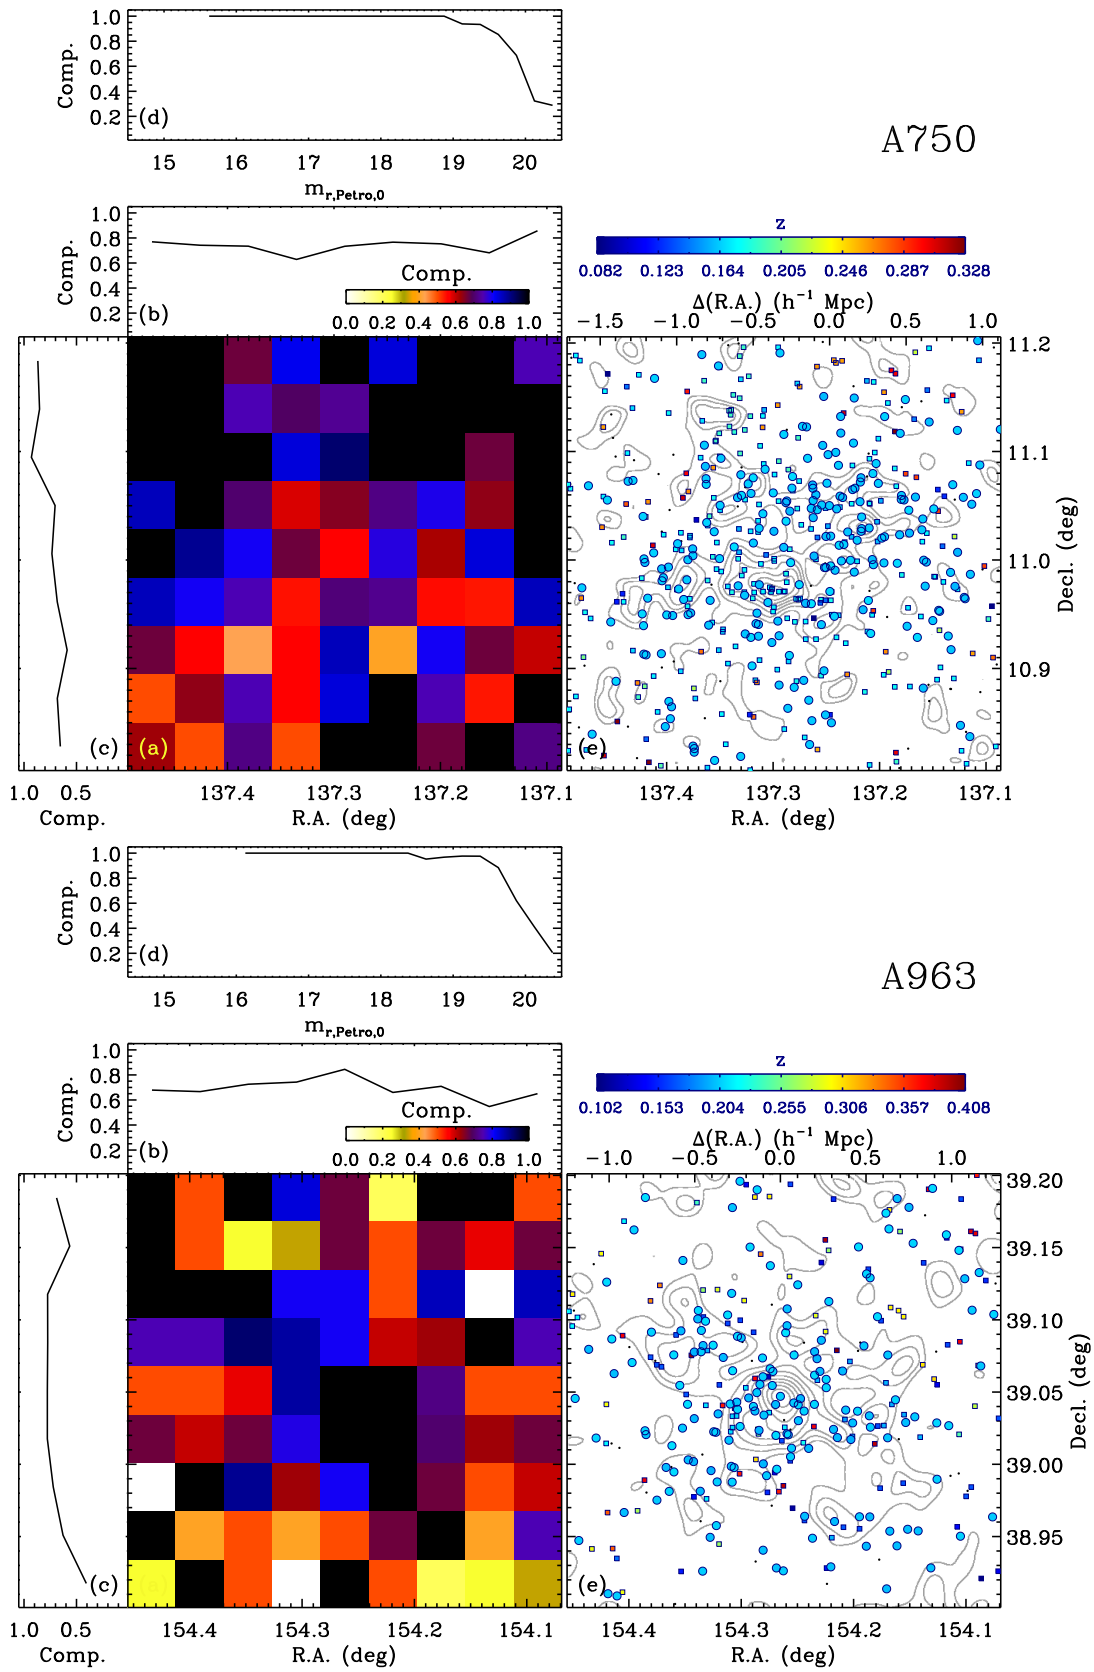 1.0
0.8
0.6
0.4
0.2
Comp.
(d)
15 16 17 18 19 20
m_r,Petro,0
A750
1.0
0.8
0.6
0.4
0.2
Comp.
(b)
Comp.
0.0 0.2 0.4 0.6 0.8 1.0
z
0.082 0.123 0.164 0.205 0.246 0.287 0.328
Δ(R.A.) (h⁻¹ Mpc)
−1.5 −1.0 −0.5 0.0 0.5 1.0
11.2
11.1
11.0
10.9
Decl. (deg)
(c) (a) (e)
1.0 0.5
Comp.
137.4 137.3 137.2 137.1
R.A. (deg)
137.4 137.3 137.2 137.1
R.A. (deg)
1.0
0.8
0.6
0.4
0.2
Comp.
(d)
15 16 17 18 19 20
m_r,Petro,0
A963
1.0
0.8
0.6
0.4
0.2
Comp.
(b)
Comp.
0.0 0.2 0.4 0.6 0.8 1.0
z
0.102 0.153 0.204 0.255 0.306 0.357 0.408
Δ(R.A.) (h⁻¹ Mpc)
−1.0 −0.5 0.0 0.5 1.0
39.20
39.15
39.10
39.05
39.00
38.95
Decl. (deg)
(c) (a) (e)
1.0 0.5
Comp.
154.4 154.3 154.2 154.1
R.A. (deg)
154.4 154.3 154.2 154.1
R.A. (deg)